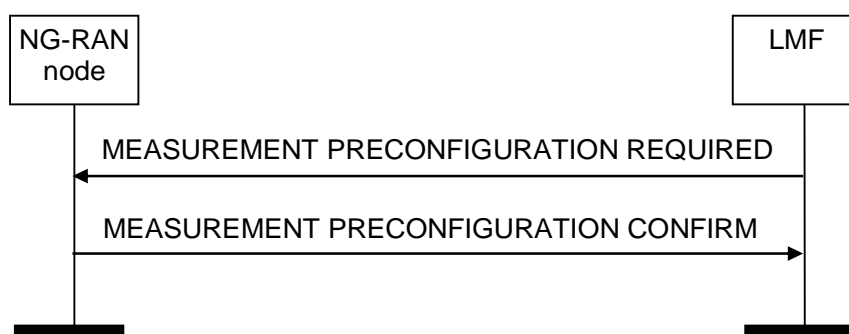 NG-RAN
node
LMF
MEASUREMENT PRECONFIGURATION REQUIRED
MEASUREMENT PRECONFIGURATION CONFIRM